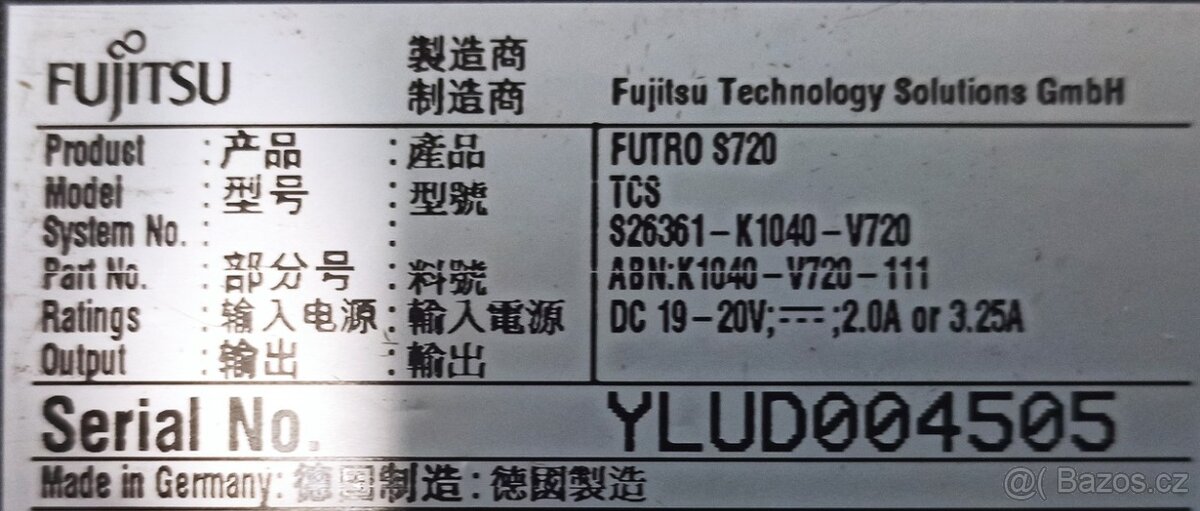 FUJITSU 製造商
制造商 Fujitsu Technology Solutions GmbH
Product : 产品 : 產品 FUTRO S720
Model : 型号 : 型號 TCS
System No. : : S26361-K1040-V720
Part No. : 部分号 : 料號 ABN:K1040-V720-111
Ratings : 输入电源 : 輸入電源 DC 19-20V; ⎓ ;2.0A or 3.25A
Output : 输出 : 輸出
Serial No. YLUD004505
Made in Germany: 德国制造 : 德國製造
@( Bazos.cz